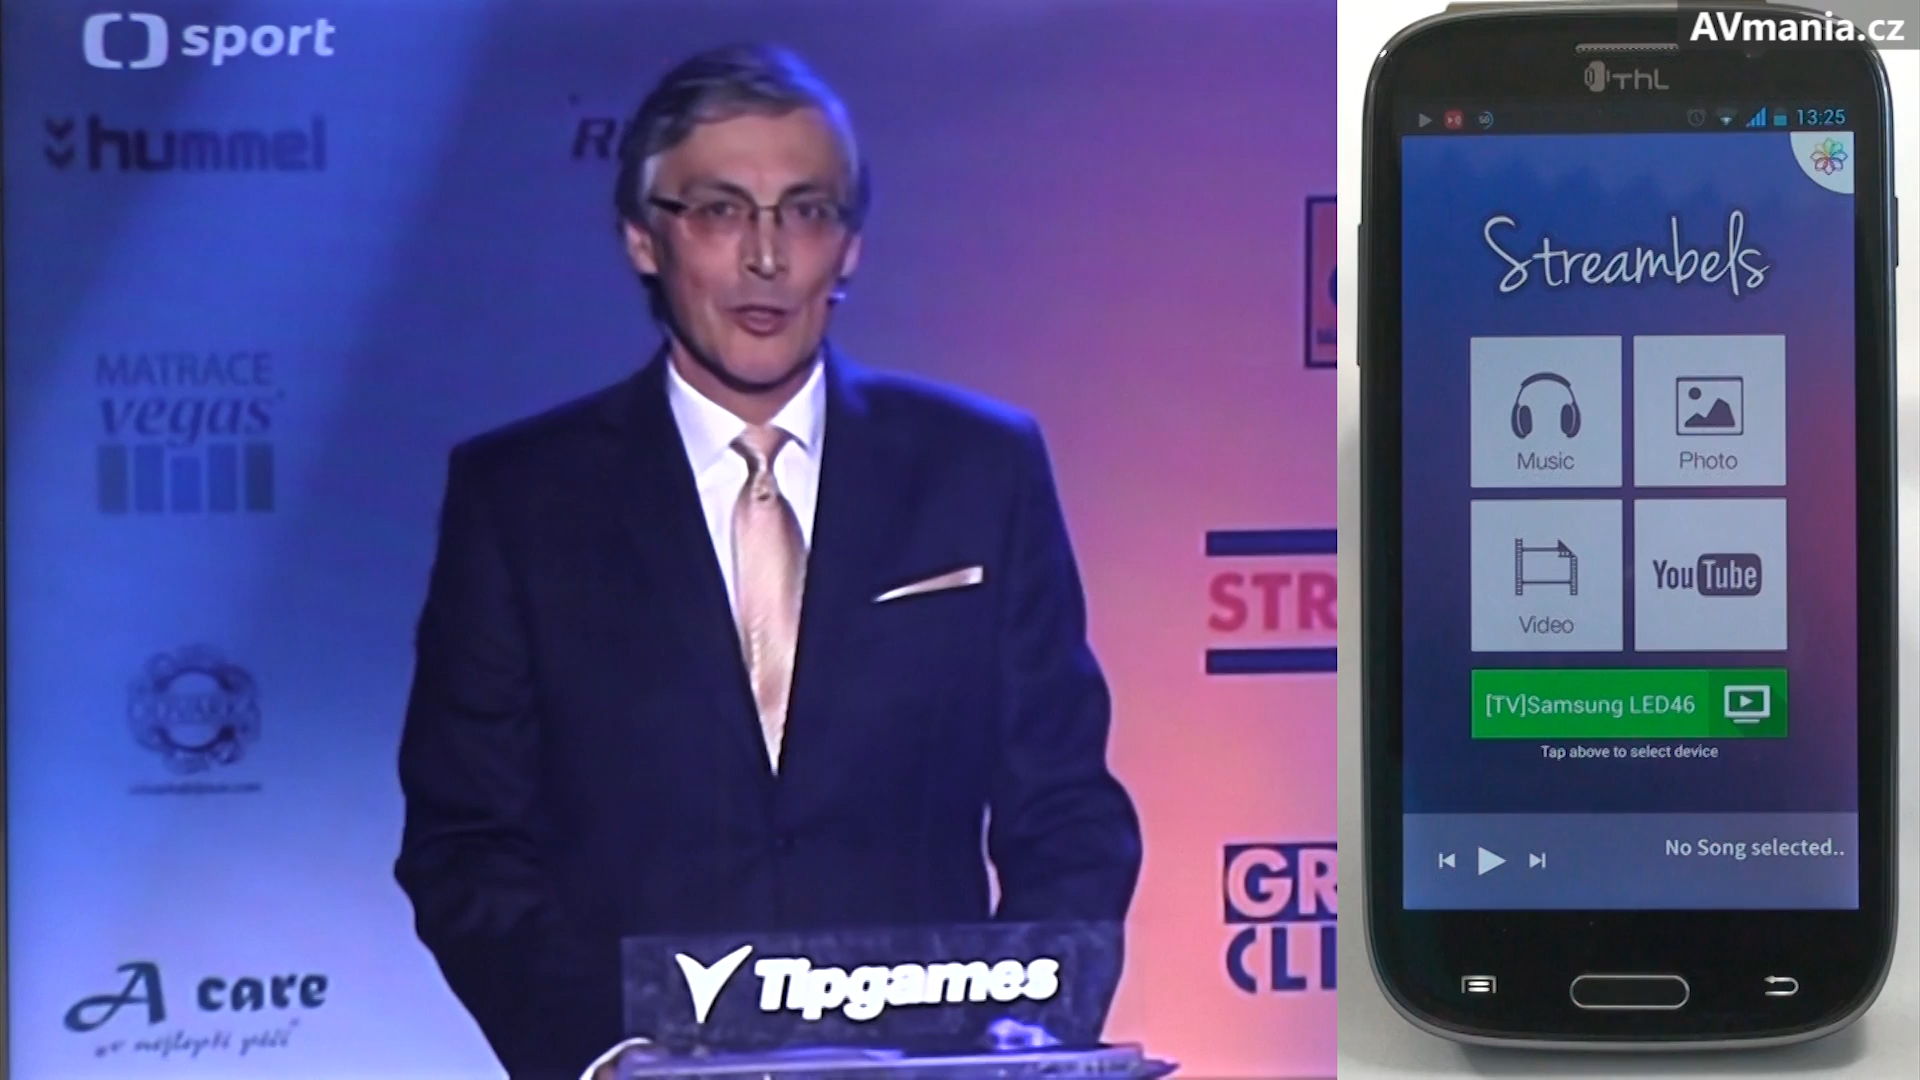 sport
hummel
MATRACE
vegas
A care
STR
GR
CLI
Tipgames
AVmania.cz
ThL
50
13:25
Streambels
Music
Photo
Video
YouTube
[TV]Samsung LED46
Tap above to select device
No Song selected..